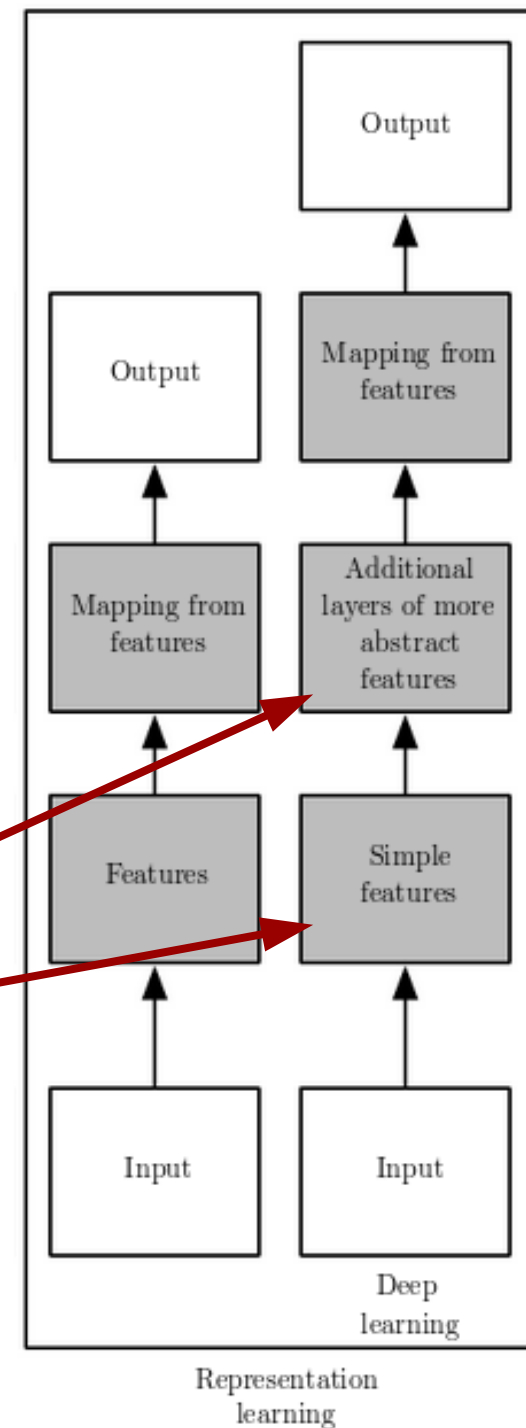 Output
Mapping from
features
Additional
layers of more
abstract
features
Simple
features
Input
Deep
learning
Output
Mapping from
features
Features
Input
Representation
learning